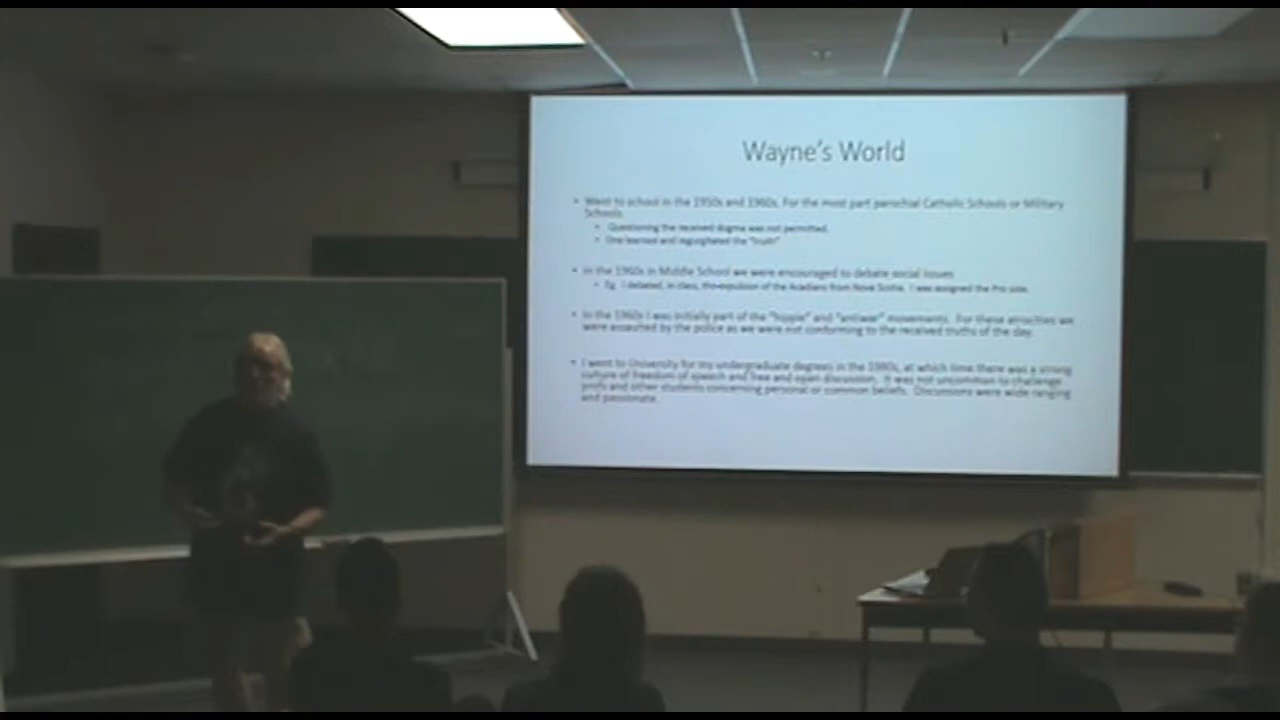 Wayne's World
• Went to school in the 1950s and 1960s. For the most part parochial Catholic Schools or Military
Schools
• Questioning the received dogma was not permitted.
• One learned and regurgitated the "truth"
• In the 1960s in Middle School we were encouraged to debate social issues
• Eg. I debated, in class, the expulsion of the Acadians from Nova Scotia. I was assigned the Pro side.
• In the 1960s I was initially part of the "hippie" and "antiwar" movements. For these atrocities we
were assaulted by the police as we were not conforming to the received truths of the day.
• I went to University for my undergraduate degrees in the 1980s, at which time there was a strong
culture of freedom of speech and free and open discussion. It was not uncommon to challenge
profs and other students concerning personal or common beliefs. Discussions were wide ranging
and passionate.